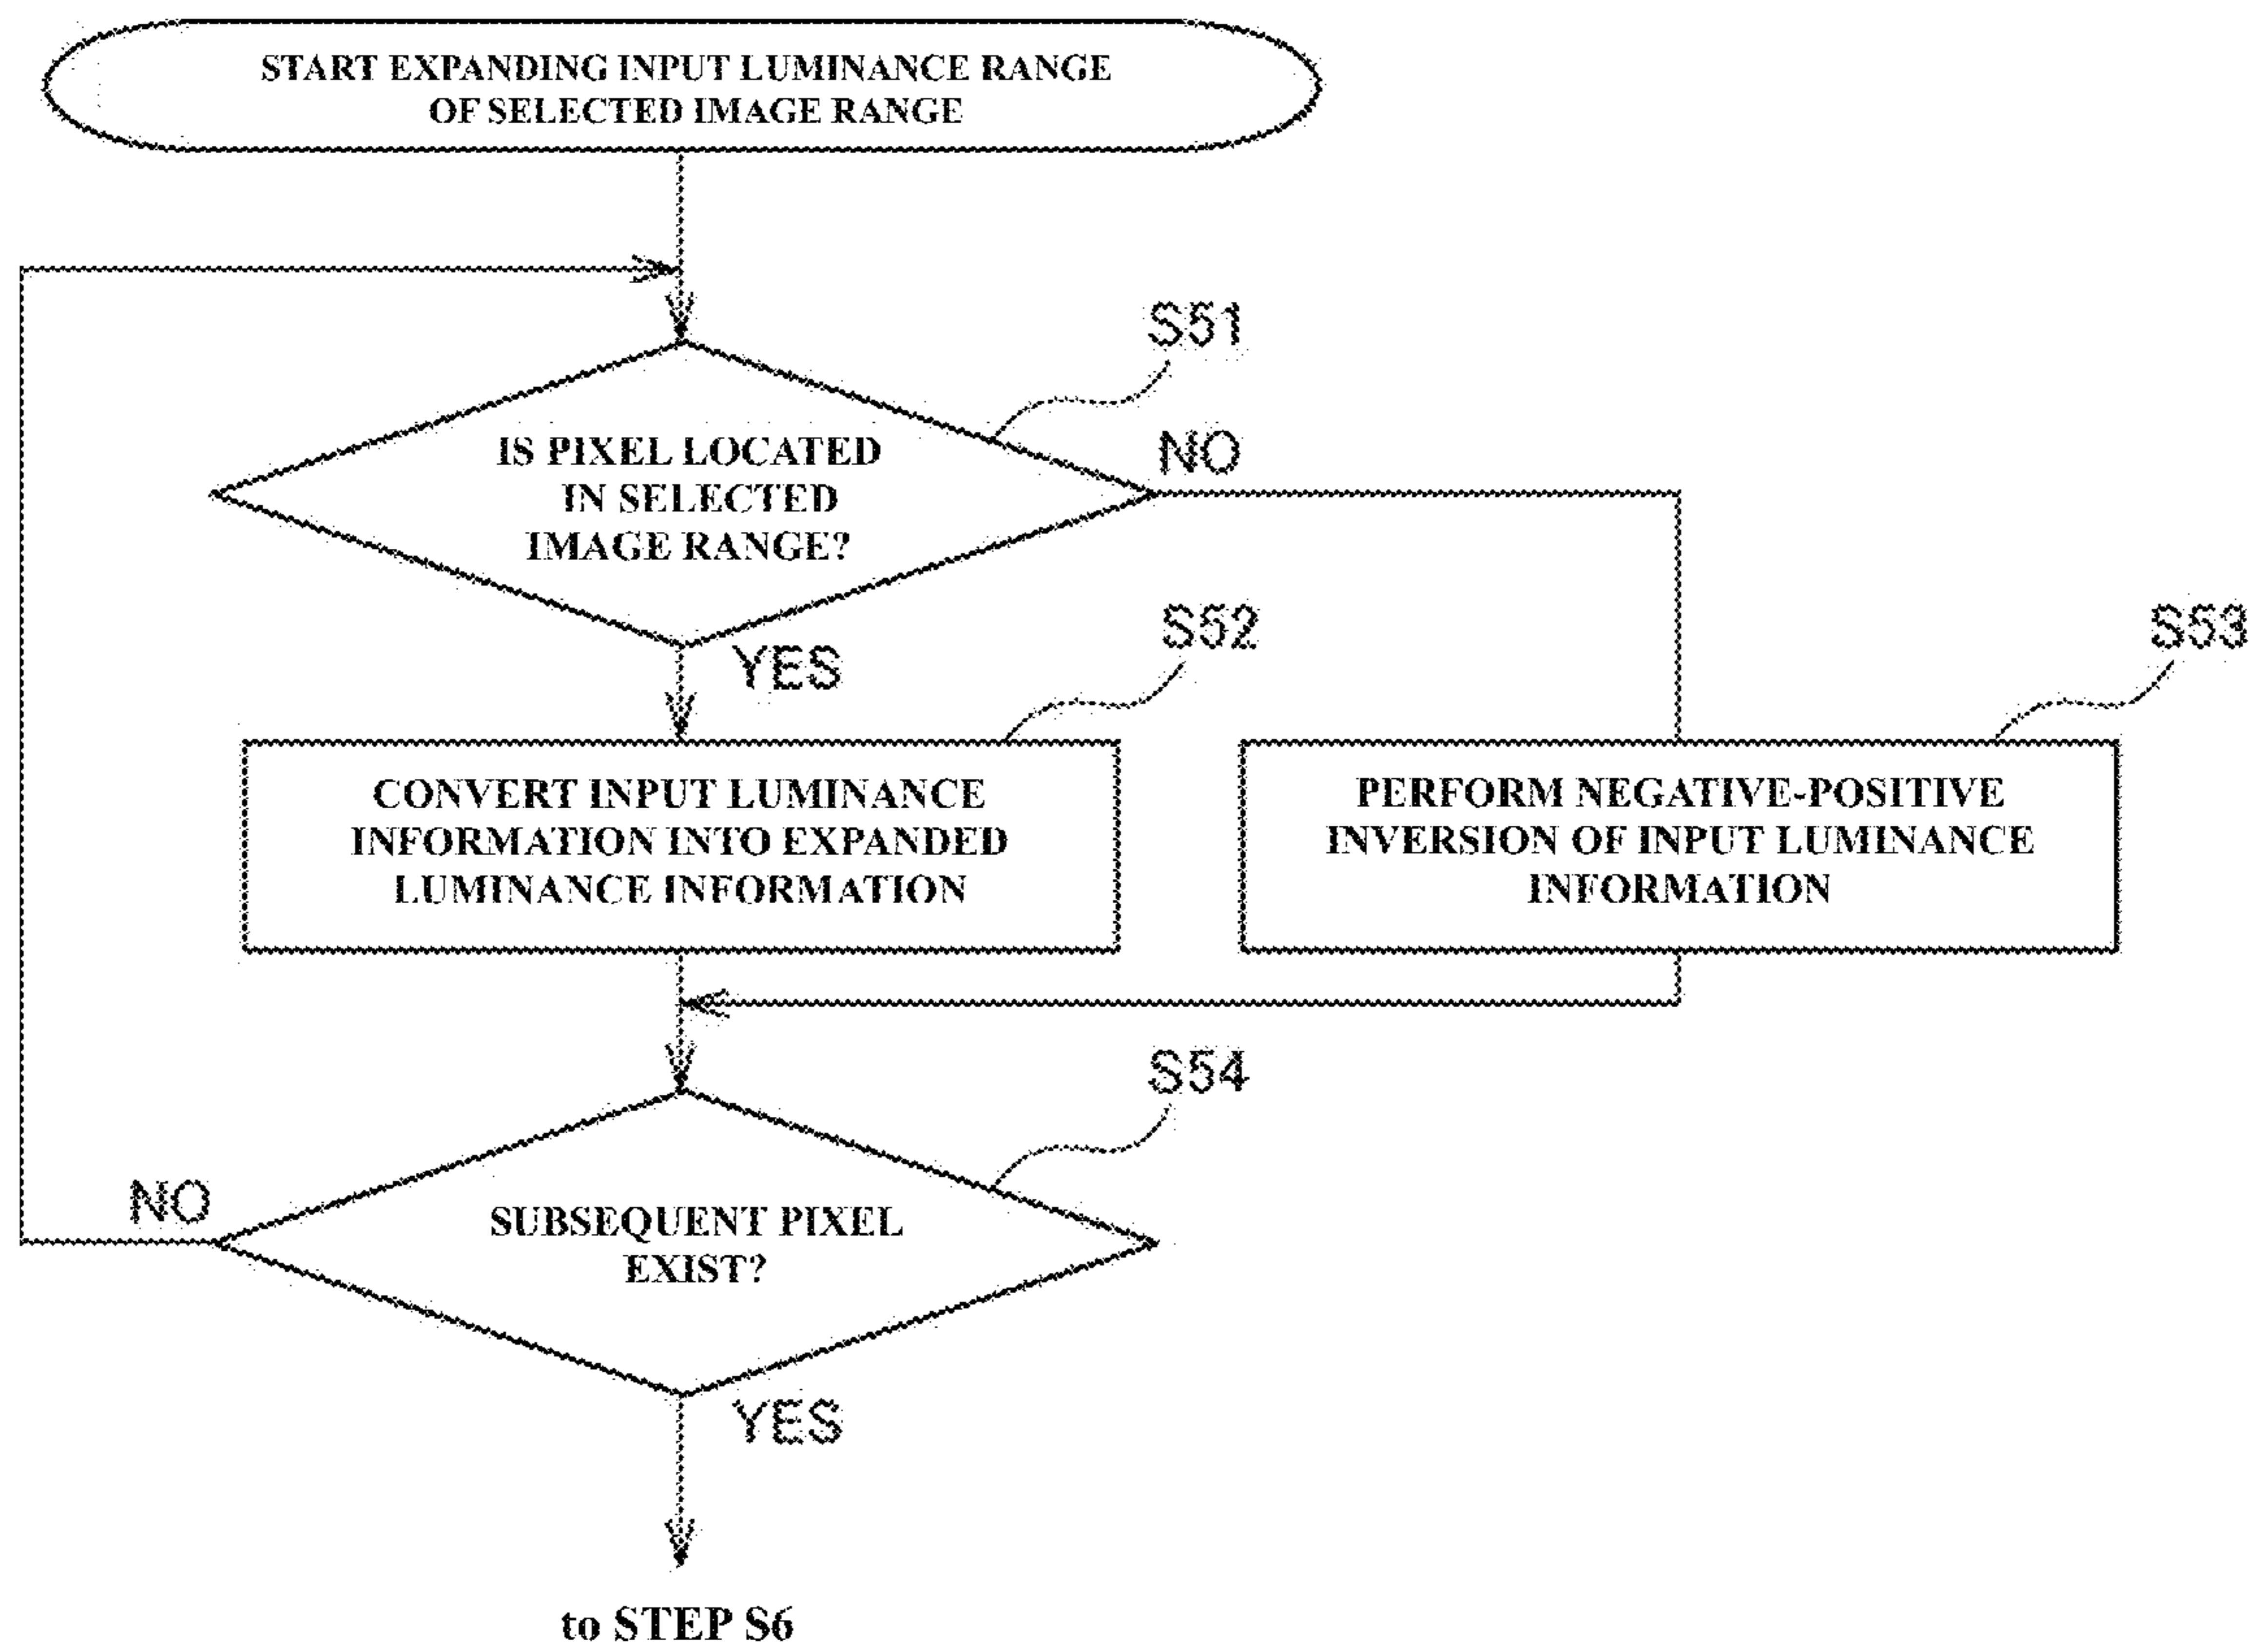 START EXPANDING INPUT LUMINANCE RANGE
OF SELECTED IMAGE RANGE
S51
IS PIXEL LOCATED
IN SELECTED
IMAGE RANGE?
NO
YES
S52
S53
CONVERT INPUT LUMINANCE
INFORMATION INTO EXPANDED
LUMINANCE INFORMATION
PERFORM NEGATIVE-POSITIVE
INVERSION OF INPUT LUMINANCE
INFORMATION
S54
NO
SUBSEQUENT PIXEL
EXIST?
YES
to STEP S6